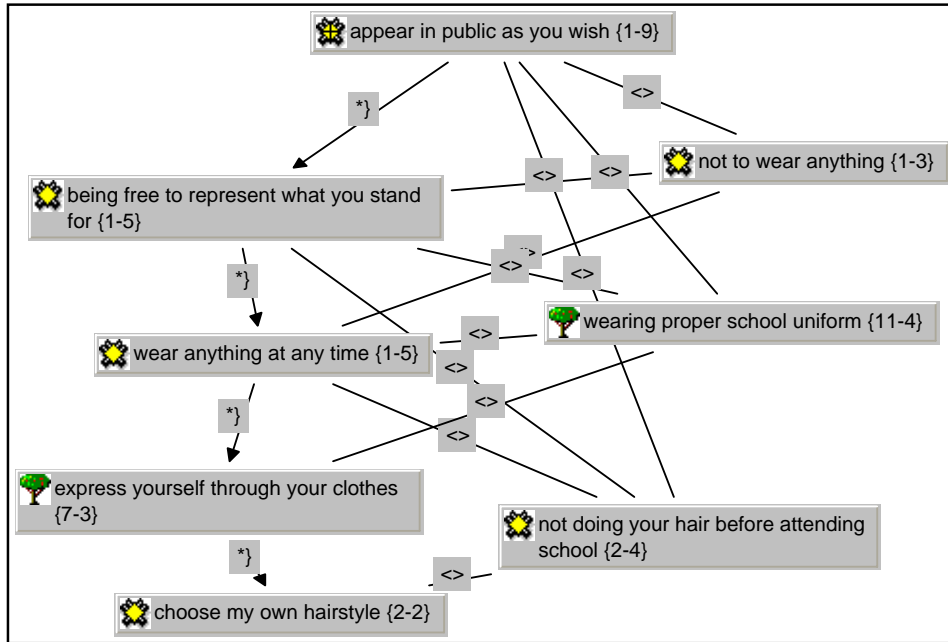 appear in public as you wish {1-9}
<>
*}
not to wear anything {1-3}
<>
<>
being free to represent what you stand
for {1-5}
<>
<>
*}
wearing proper school uniform {11-4}
<>
wear anything at any time {1-5}
<>
<>
*}
<>
express yourself through your clothes
{7-3}
not doing your hair before attending
school {2-4}
*}
<>
choose my own hairstyle {2-2}